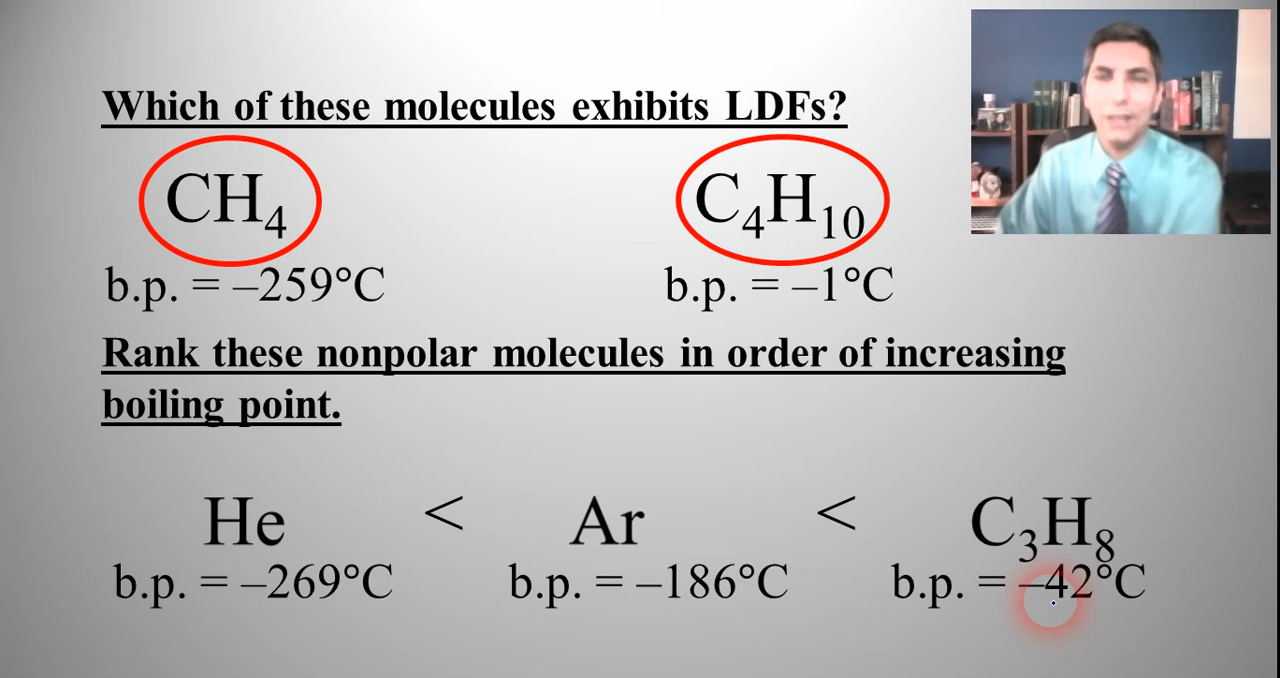 Which of these molecules exhibits LDFs?
CH₄ C₄H₁₀
b.p. = –259°C b.p. = –1°C
Rank these nonpolar molecules in order of increasing
boiling point.
He < Ar < C₃H₈
b.p. = –269°C b.p. = –186°C b.p. = –42°C